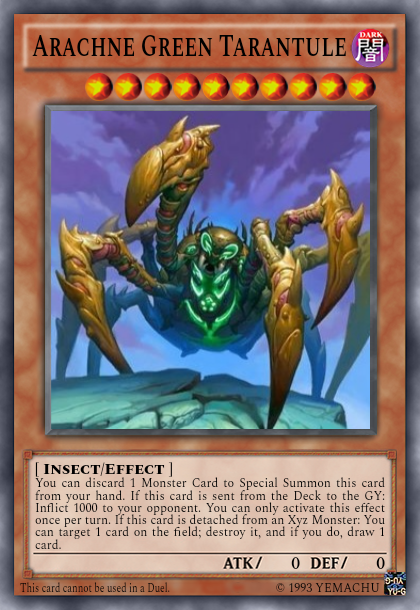 ARACHNE GREEN TARANTULE
DARK
闇
[ INSECT/EFFECT ]
You can discard 1 Monster Card to Special Summon this card
from your hand. If this card is sent from the Deck to the GY:
Inflict 1000 to your opponent. You can only activate this effect
once per turn. If this card is detached from an Xyz Monster: You
can target 1 card on the field; destroy it, and if you do, draw 1
card.
ATK/ 0 DEF/ 0
This card cannot be used in a Duel.
© 1993 YEMACHU
YU-G